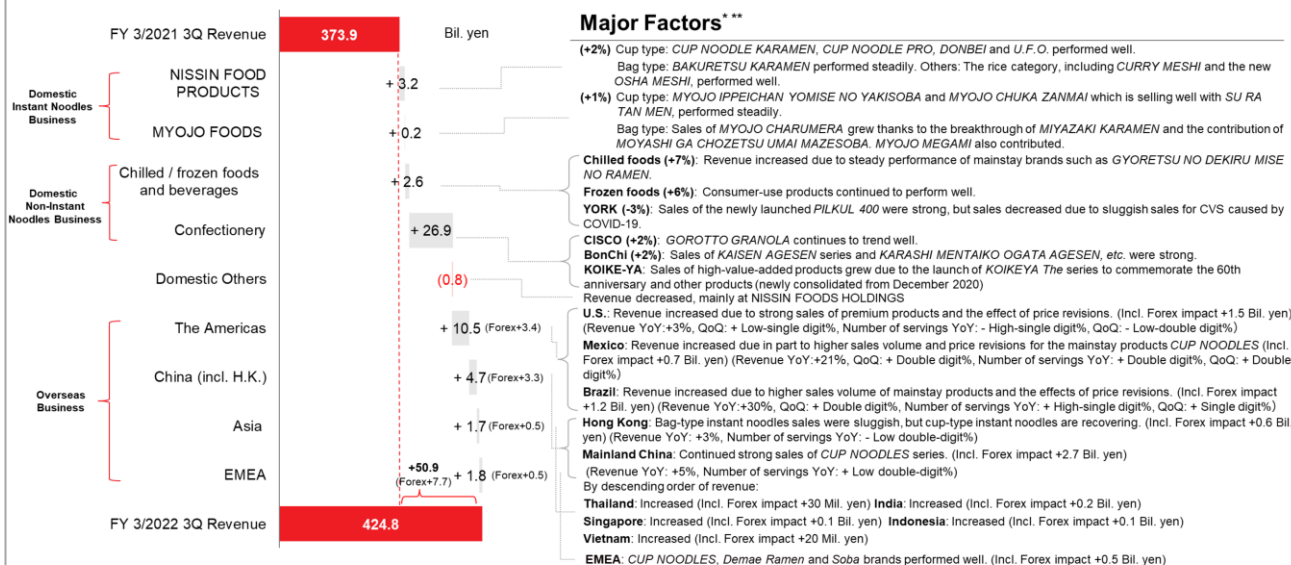 FY 3/2021 3Q Revenue
373.9
Bil. yen
Domestic
Instant Noodles
Business
NISSIN FOOD
PRODUCTS
+ 3.2
MYOJO FOODS
+ 0.2
Domestic
Non-Instant
Noodles Business
Chilled / frozen foods
and beverages
+ 2.6
Confectionery
+ 26.9
Domestic Others
(0.8)
Overseas
Business
The Americas
+ 10.5 (Forex+3.4)
China (incl. H.K.)
+ 4.7 (Forex+3.3)
Asia
+ 1.7 (Forex+0.5)
EMEA
+50.9
(Forex+7.7)
+ 1.8 (Forex+0.5)
FY 3/2022 3Q Revenue
424.8
Major Factors* **
(+2%) Cup type: CUP NOODLE KARAMEN, CUP NOODLE PRO, DONBEI and U.F.O. performed well.
Bag type: BAKURETSU KARAMEN performed steadily. Others: The rice category, including CURRY MESHI and the new
OSHA MESHI, performed well.
(+1%) Cup type: MYOJO IPPEICHAN YOMISE NO YAKISOBA and MYOJO CHUKA ZANMAI which is selling well with SU RA
TAN MEN, performed steadily.
Bag type: Sales of MYOJO CHARUMERA grew thanks to the breakthrough of MIYAZAKI KARAMEN and the contribution of
MOYASHI GA CHOZETSU UMAI MAZESOBA. MYOJO MEGAMI also contributed.
Chilled foods (+7%): Revenue increased due to steady performance of mainstay brands such as GYORETSU NO DEKIRU MISE
NO RAMEN.
Frozen foods (+6%): Consumer-use products continued to perform well.
YORK (-3%): Sales of the newly launched PILKUL 400 were strong, but sales decreased due to sluggish sales for CVS caused by
COVID-19.
CISCO (+2%): GOROTTO GRANOLA continues to trend well.
BonChi (+2%): Sales of KAISEN AGESEN series and KARASHI MENTAIKO OGATA AGESEN, etc. were strong.
KOIKE-YA: Sales of high-value-added products grew due to the launch of KOIKEYA The series to commemorate the 60th
anniversary and other products (newly consolidated from December 2020)
Revenue decreased, mainly at NISSIN FOODS HOLDINGS
U.S.: Revenue increased due to strong sales of premium products and the effect of price revisions. (Incl. Forex impact +1.5 Bil. yen)
(Revenue YoY:+3%, QoQ: + Low-single digit%, Number of servings YoY: - High-single digit%, QoQ: - Low-double digit%)
Mexico: Revenue increased due in part to higher sales volume and price revisions for the mainstay products CUP NOODLES (Incl.
Forex impact +0.7 Bil. yen) (Revenue YoY:+21%, QoQ: + Double digit%, Number of servings YoY: + Double digit%, QoQ: + Double
digit%)
Brazil: Revenue increased due to higher sales volume of mainstay products and the effects of price revisions. (Incl. Forex impact
+1.2 Bil. yen) (Revenue YoY:+30%, QoQ: + Double digit%, Number of servings YoY: + High-single digit%, QoQ: + Single digit%)
Hong Kong: Bag-type instant noodles sales were sluggish, but cup-type instant noodles are recovering. (Incl. Forex impact +0.6 Bil.
yen) (Revenue YoY: +3%, Number of servings YoY: - Low double-digit%)
Mainland China: Continued strong sales of CUP NOODLES series. (Incl. Forex impact +2.7 Bil. yen)
(Revenue YoY: +5%, Number of servings YoY: + Low double-digit%)
By descending order of revenue:
Thailand: Increased (Incl. Forex impact +30 Mil. yen) India: Increased (Incl. Forex impact +0.2 Bil. yen)
Singapore: Increased (Incl. Forex impact +0.1 Bil. yen) Indonesia: Increased (Incl. Forex impact +0.1 Bil. yen)
Vietnam: Increased (Incl. Forex impact +20 Mil. yen)
EMEA: CUP NOODLES, Demae Ramen and Soba brands performed well. (Incl. Forex impact +0.5 Bil. yen)